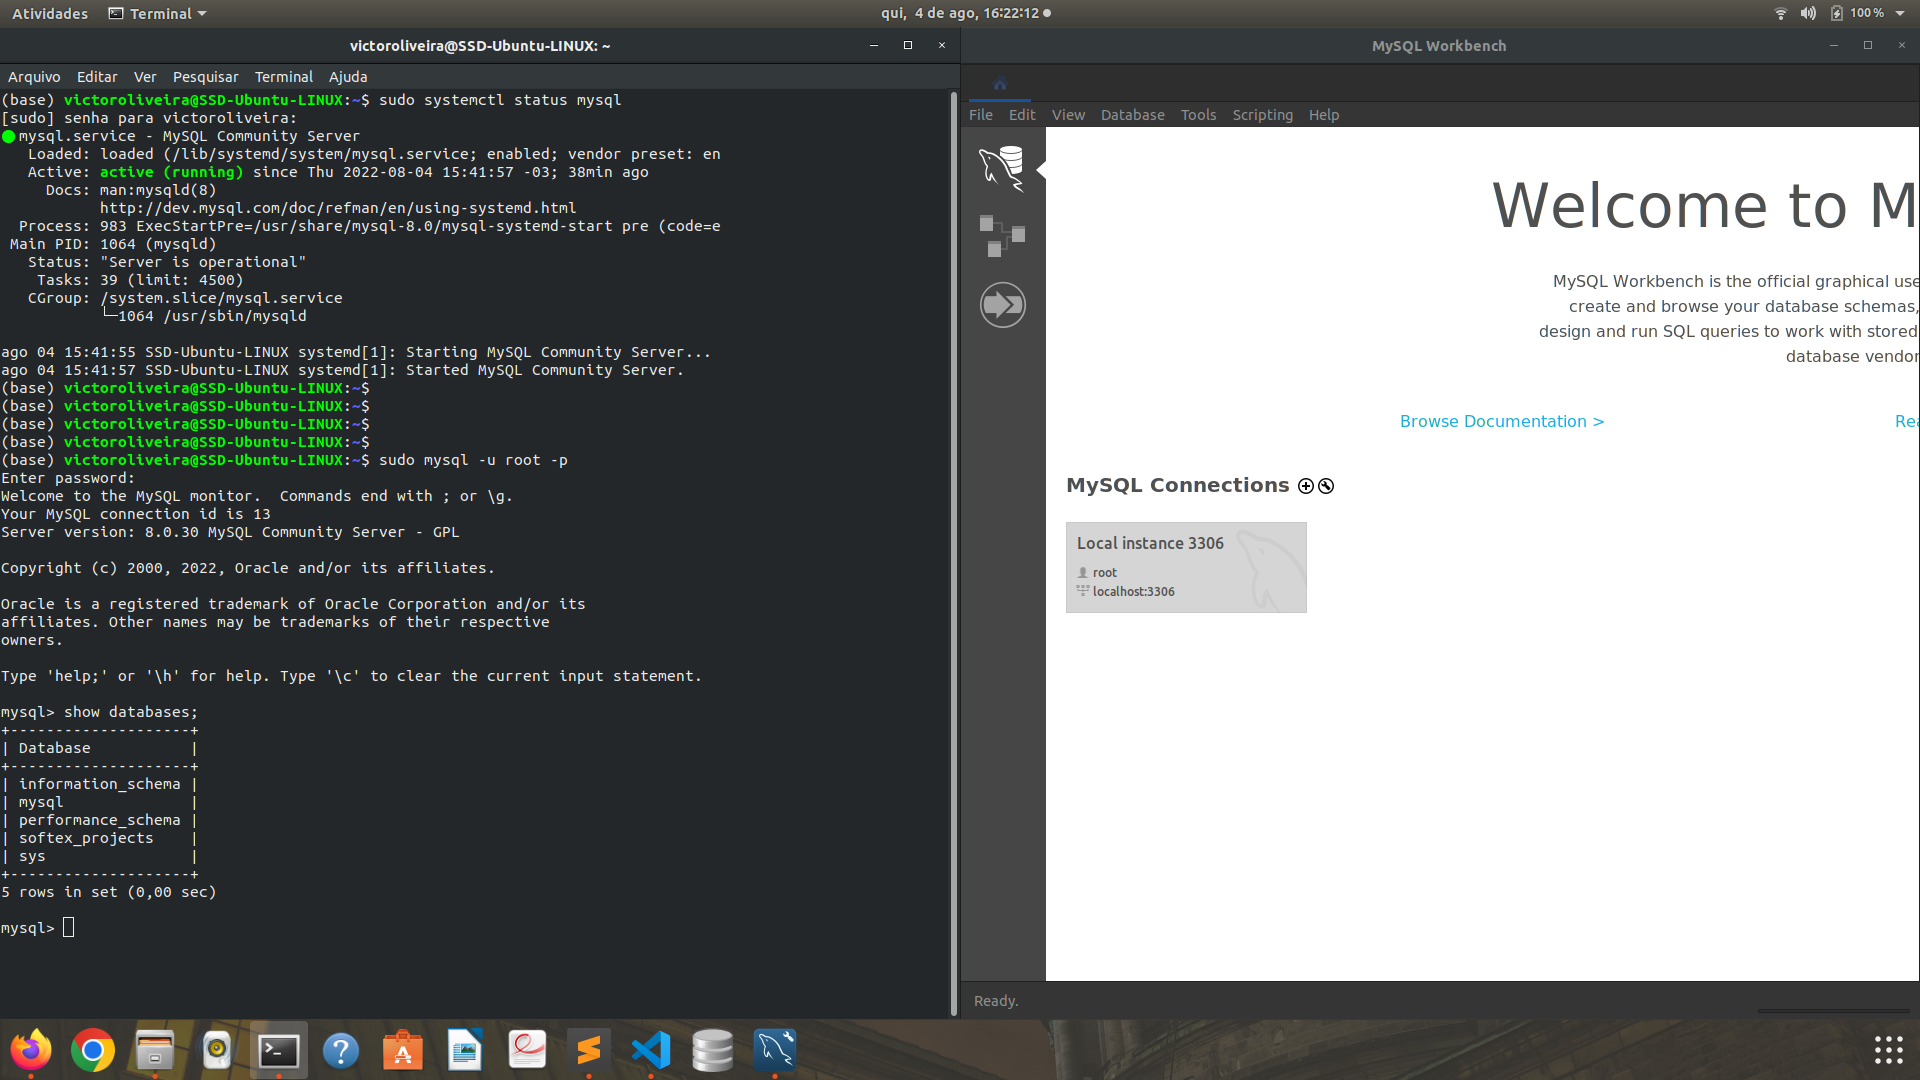 Atividades
Terminal
qui, 4 de ago, 16:22:12
100 %
victoroliveira@SSD-Ubuntu-LINUX: ~
Arquivo Editar Ver Pesquisar Terminal Ajuda
(base) victoroliveira@SSD-Ubuntu-LINUX:~$ sudo systemctl status mysql
[sudo] senha para victoroliveira:
mysql.service - MySQL Community Server
Loaded: loaded (/lib/systemd/system/mysql.service; enabled; vendor preset: en
Active: active (running) since Thu 2022-08-04 15:41:57 -03; 38min ago
Docs: man:mysqld(8)
http://dev.mysql.com/doc/refman/en/using-systemd.html
Process: 983 ExecStartPre=/usr/share/mysql-8.0/mysql-systemd-start pre (code=e
Main PID: 1064 (mysqld)
Status: "Server is operational"
Tasks: 39 (limit: 4500)
CGroup: /system.slice/mysql.service
└─1064 /usr/sbin/mysqld
ago 04 15:41:55 SSD-Ubuntu-LINUX systemd[1]: Starting MySQL Community Server...
ago 04 15:41:57 SSD-Ubuntu-LINUX systemd[1]: Started MySQL Community Server.
(base) victoroliveira@SSD-Ubuntu-LINUX:~$
(base) victoroliveira@SSD-Ubuntu-LINUX:~$
(base) victoroliveira@SSD-Ubuntu-LINUX:~$
(base) victoroliveira@SSD-Ubuntu-LINUX:~$
(base) victoroliveira@SSD-Ubuntu-LINUX:~$ sudo mysql -u root -p
Enter password:
Welcome to the MySQL monitor.  Commands end with ; or \g.
Your MySQL connection id is 13
Server version: 8.0.30 MySQL Community Server - GPL
Copyright (c) 2000, 2022, Oracle and/or its affiliates.
Oracle is a registered trademark of Oracle Corporation and/or its
affiliates. Other names may be trademarks of their respective
owners.
Type 'help;' or '\h' for help. Type '\c' to clear the current input statement.
mysql> show databases;
+--------------------+
| Database           |
+--------------------+
| information_schema |
| mysql              |
| performance_schema |
| softex_projects    |
| sys                |
+--------------------+
5 rows in set (0,00 sec)
mysql>
MySQL Workbench
File Edit View Database Tools Scripting Help
Welcome to M
MySQL Workbench is the official graphical use
create and browse your database schemas,
design and run SQL queries to work with stored
database vendor
Browse Documentation >
Rea
MySQL Connections
Local instance 3306
root
localhost:3306
Ready.